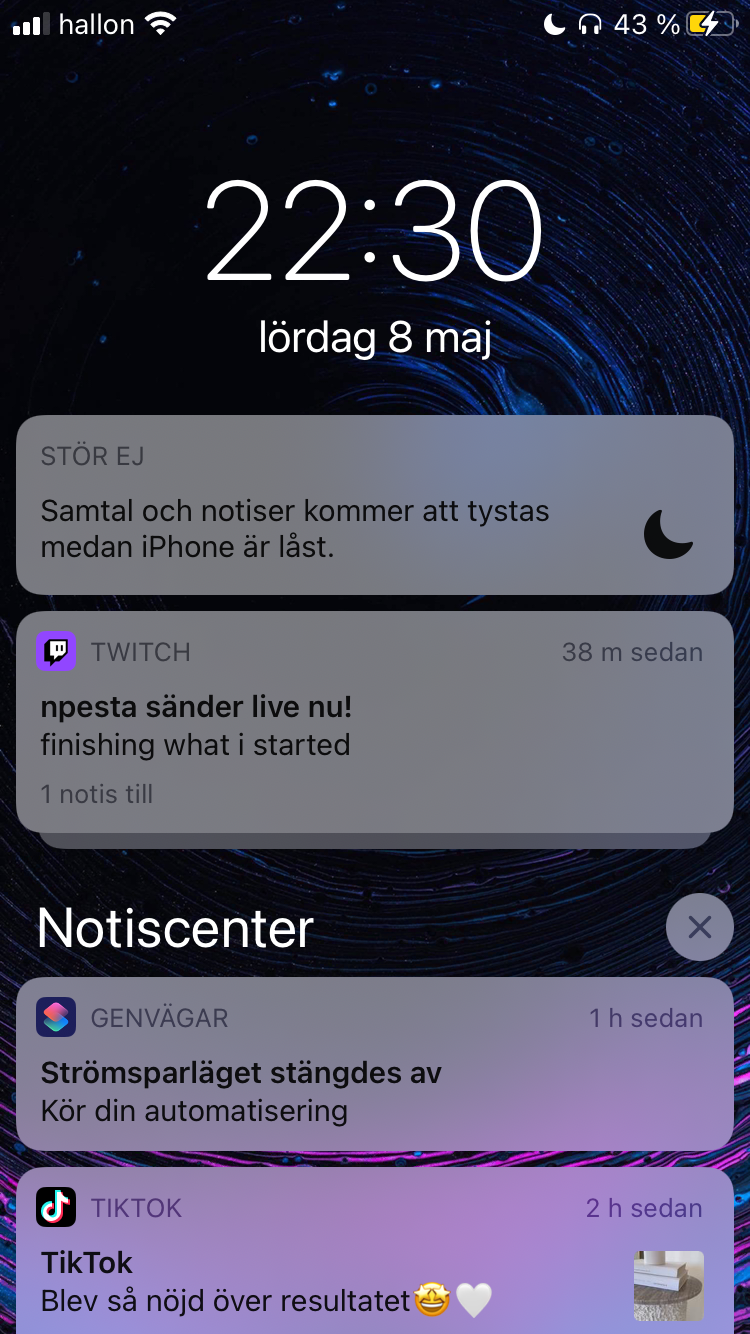 hallon 43 %
22:30
lördag 8 maj
STÖR EJ
Samtal och notiser kommer att tystas
medan iPhone är låst.
TWITCH 38 m sedan
npesta sänder live nu!
finishing what i started
1 notis till
Notiscenter
GENVÄGAR 1 h sedan
Strömsparläget stängdes av
Kör din automatisering
TIKTOK 2 h sedan
TikTok
Blev så nöjd över resultatet🤩🤍